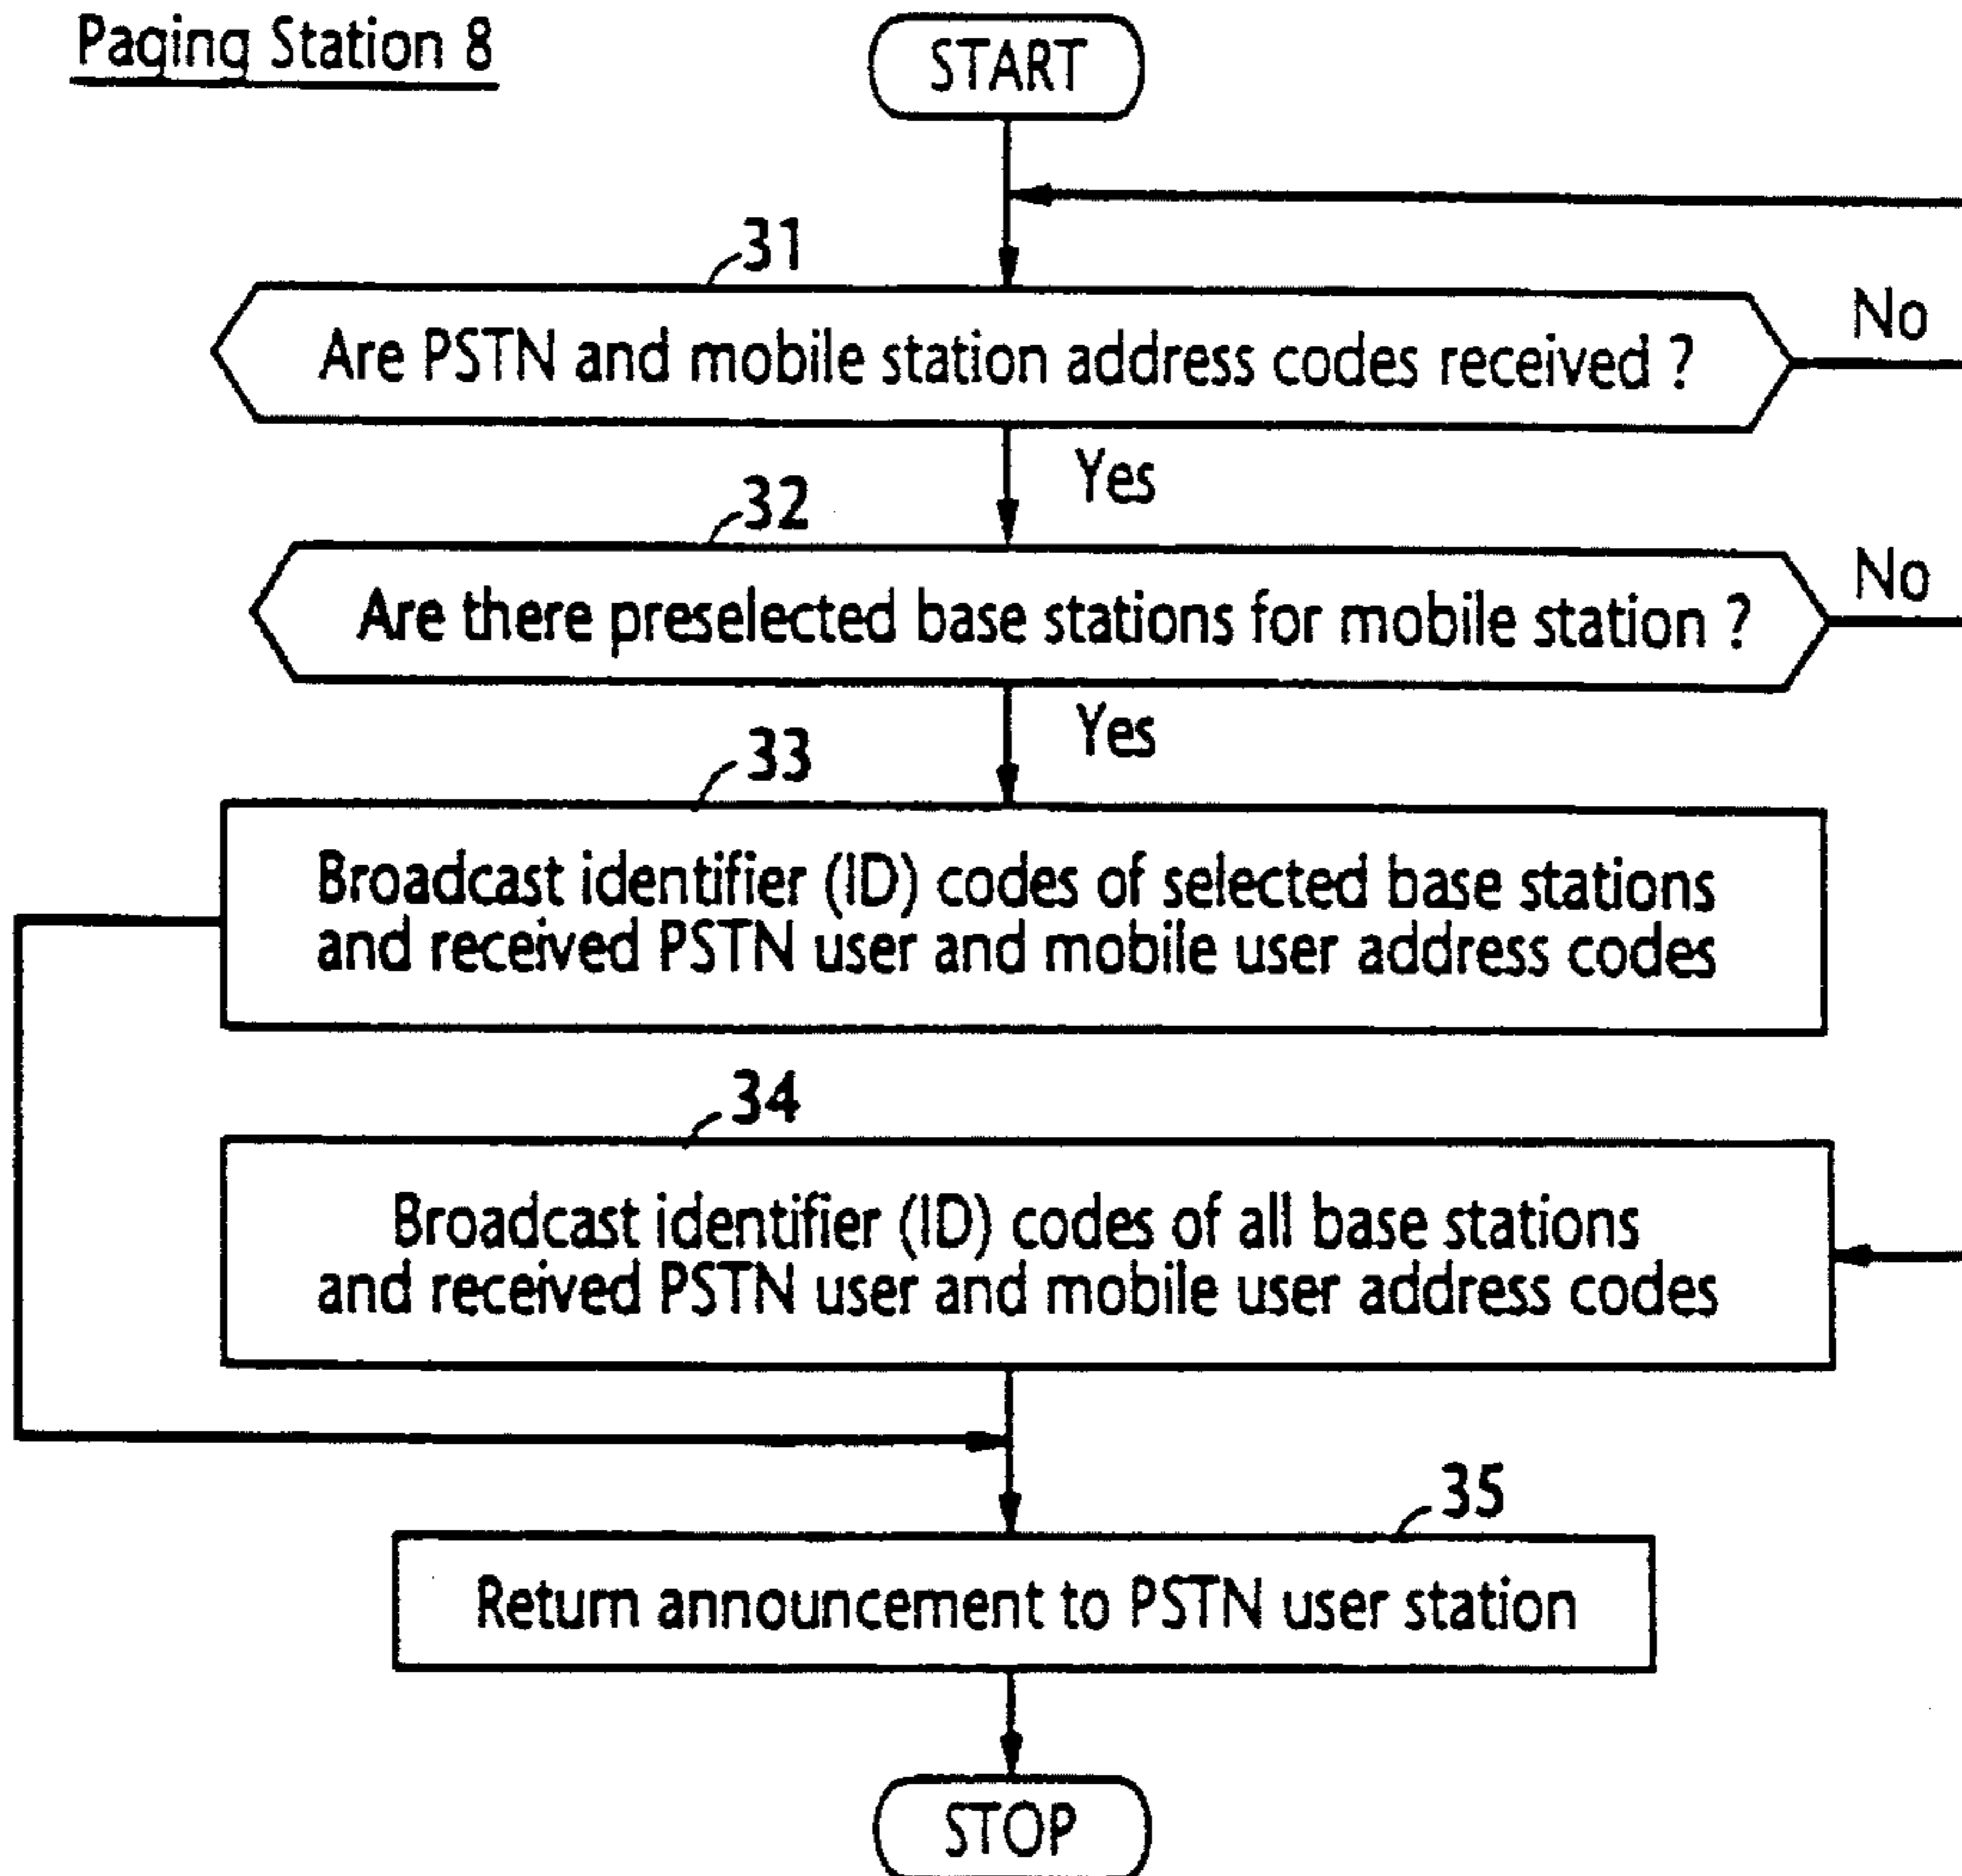 Paging Station 8
START
31
Are PSTN and mobile station address codes received ?
No
Yes
32
Are there preselected base stations for mobile station ?
No
Yes
33
Broadcast identifier (ID) codes of selected base stations
and received PSTN user and mobile user address codes
34
Broadcast identifier (ID) codes of all base stations
and received PSTN user and mobile user address codes
35
Return announcement to PSTN user station
STOP